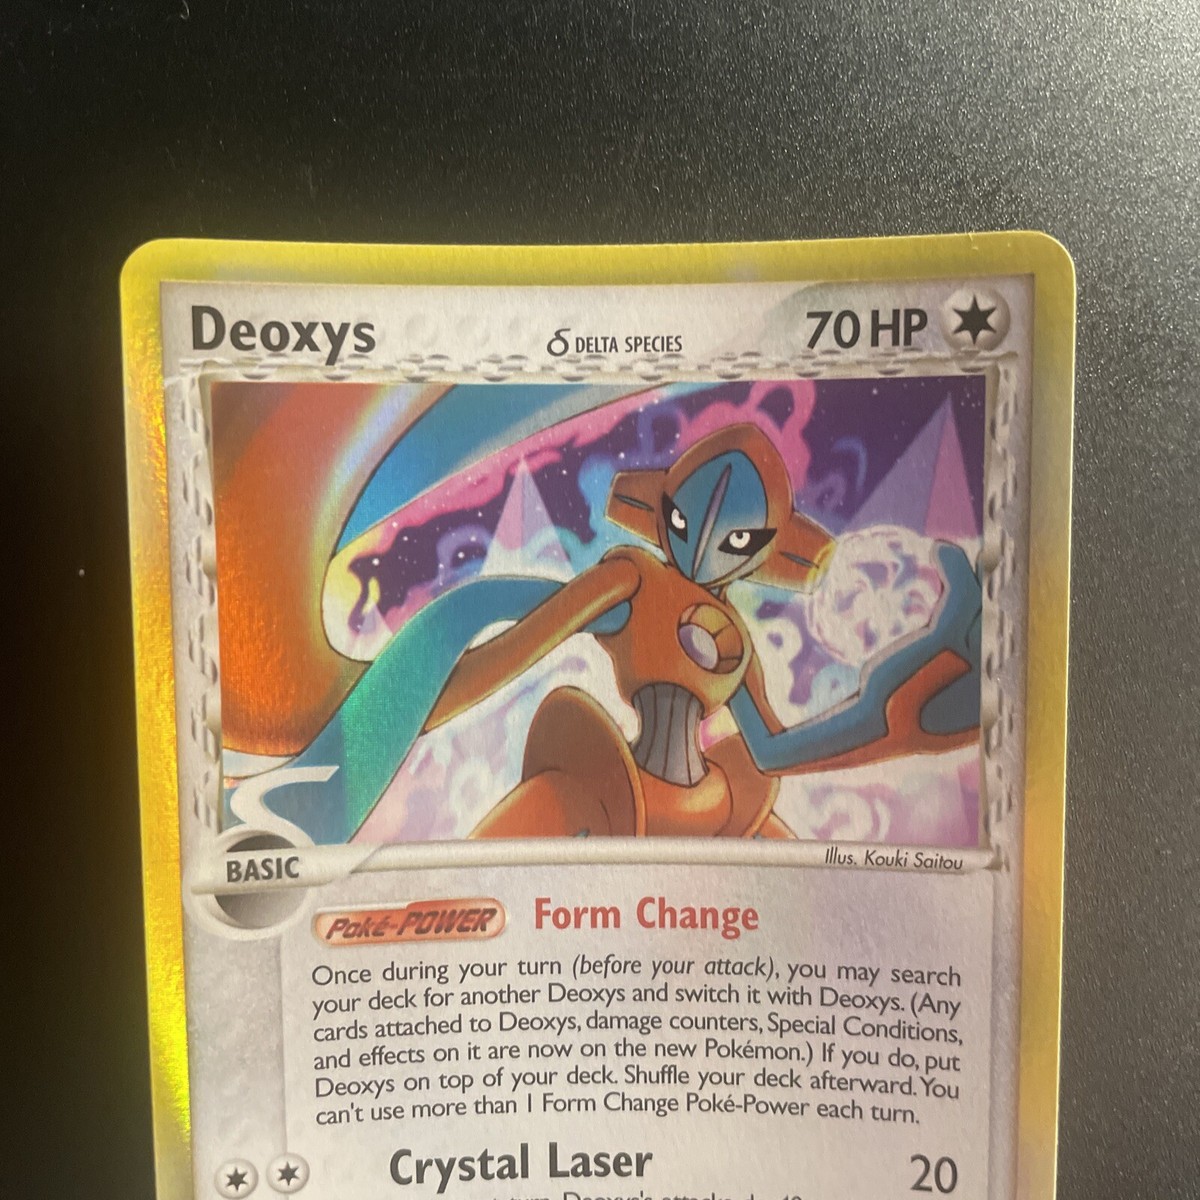 Deoxys δ DELTA SPECIES 70 HP
BASIC Illus. Kouki Saitou
Poké-POWER Form Change
Once during your turn (before your attack), you may search
your deck for another Deoxys and switch it with Deoxys. (Any
cards attached to Deoxys, damage counters, Special Conditions,
and effects on it are now on the new Pokémon.) If you do, put
Deoxys on top of your deck. Shuffle your deck afterward. You
can't use more than 1 Form Change Poké-Power each turn.
Crystal Laser 20